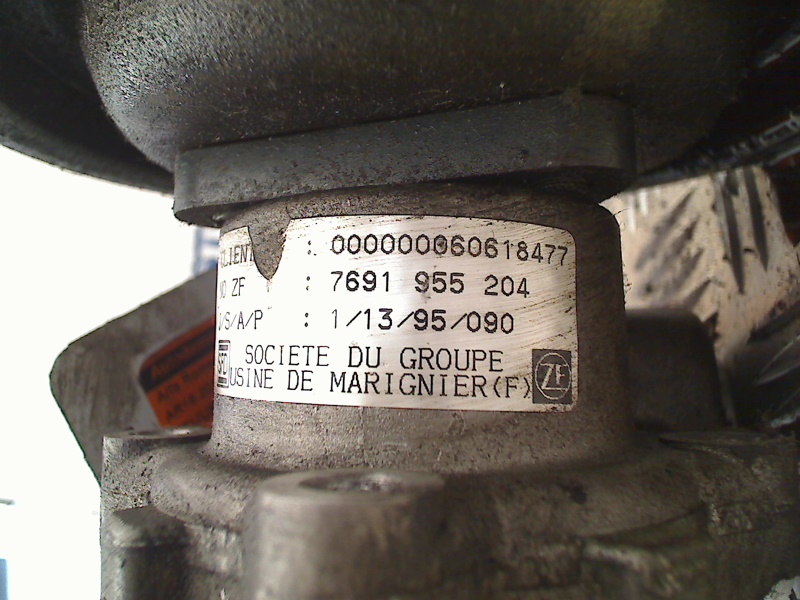 CLIENT : 000000060618477
NO ZF : 7691 955 204
/S/A/P : 1/13/95/090
SOCIETE DU GROUPE
USINE DE MARIGNIER(F)
ZF